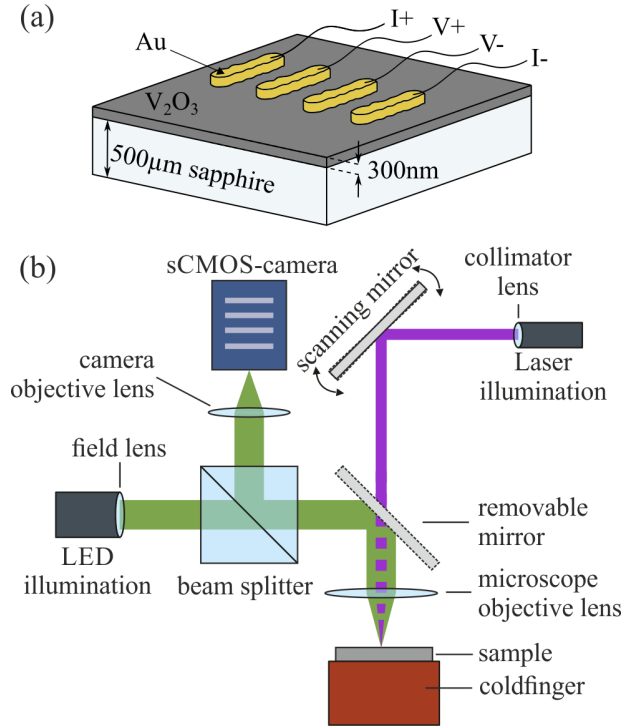 (a)
I+
V+
V-
I-
Au
V₂O₃
500µm sapphire
300nm
(b)
sCMOS-camera
scanning mirror
collimator
lens
Laser
illumination
camera
objective lens
field lens
LED
illumination
beam splitter
removable
mirror
microscope
objective lens
sample
coldfinger